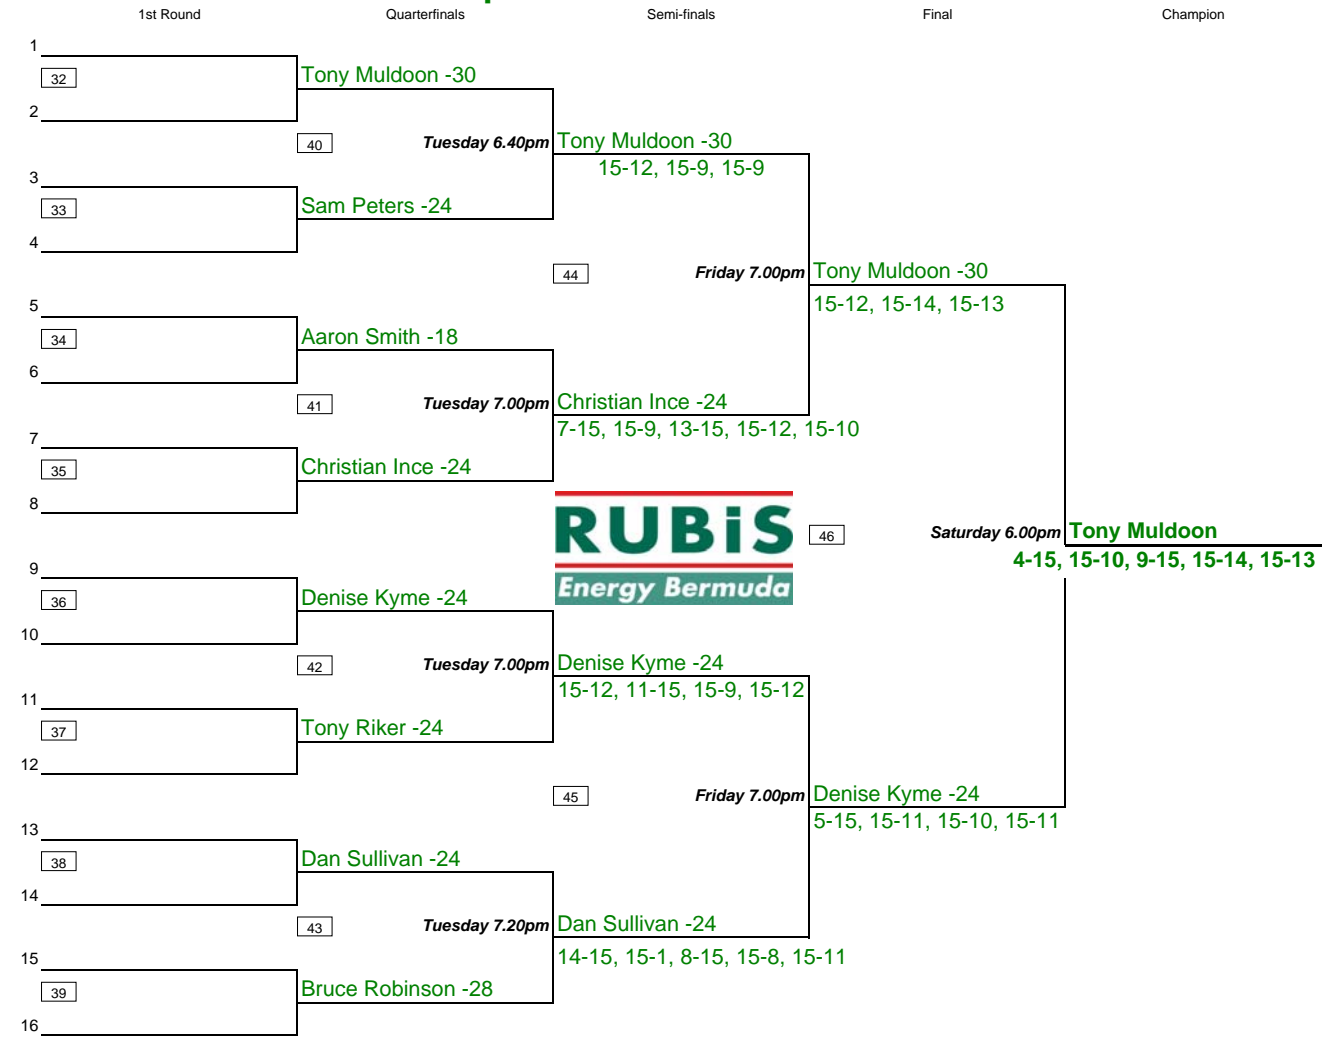 1st Round Quarterfinals Semi-finals Final Champion
1
32 Tony Muldoon -30
2
40 Tuesday 6.40pm Tony Muldoon -30
15-12, 15-9, 15-9
3
33 Sam Peters -24
4
44 Friday 7.00pm Tony Muldoon -30
15-12, 15-14, 15-13
5
34 Aaron Smith -18
6
41 Tuesday 7.00pm Christian Ince -24
7-15, 15-9, 13-15, 15-12, 15-10
7
35 Christian Ince -24
8
RUBiS
Energy Bermuda
46 Saturday 6.00pm Tony Muldoon
4-15, 15-10, 9-15, 15-14, 15-13
9
36 Denise Kyme -24
10
42 Tuesday 7.00pm Denise Kyme -24
15-12, 11-15, 15-9, 15-12
11
37 Tony Riker -24
12
45 Friday 7.00pm Denise Kyme -24
5-15, 15-11, 15-10, 15-11
13
38 Dan Sullivan -24
14
43 Tuesday 7.20pm Dan Sullivan -24
14-15, 15-1, 8-15, 15-8, 15-11
15
39 Bruce Robinson -28
16